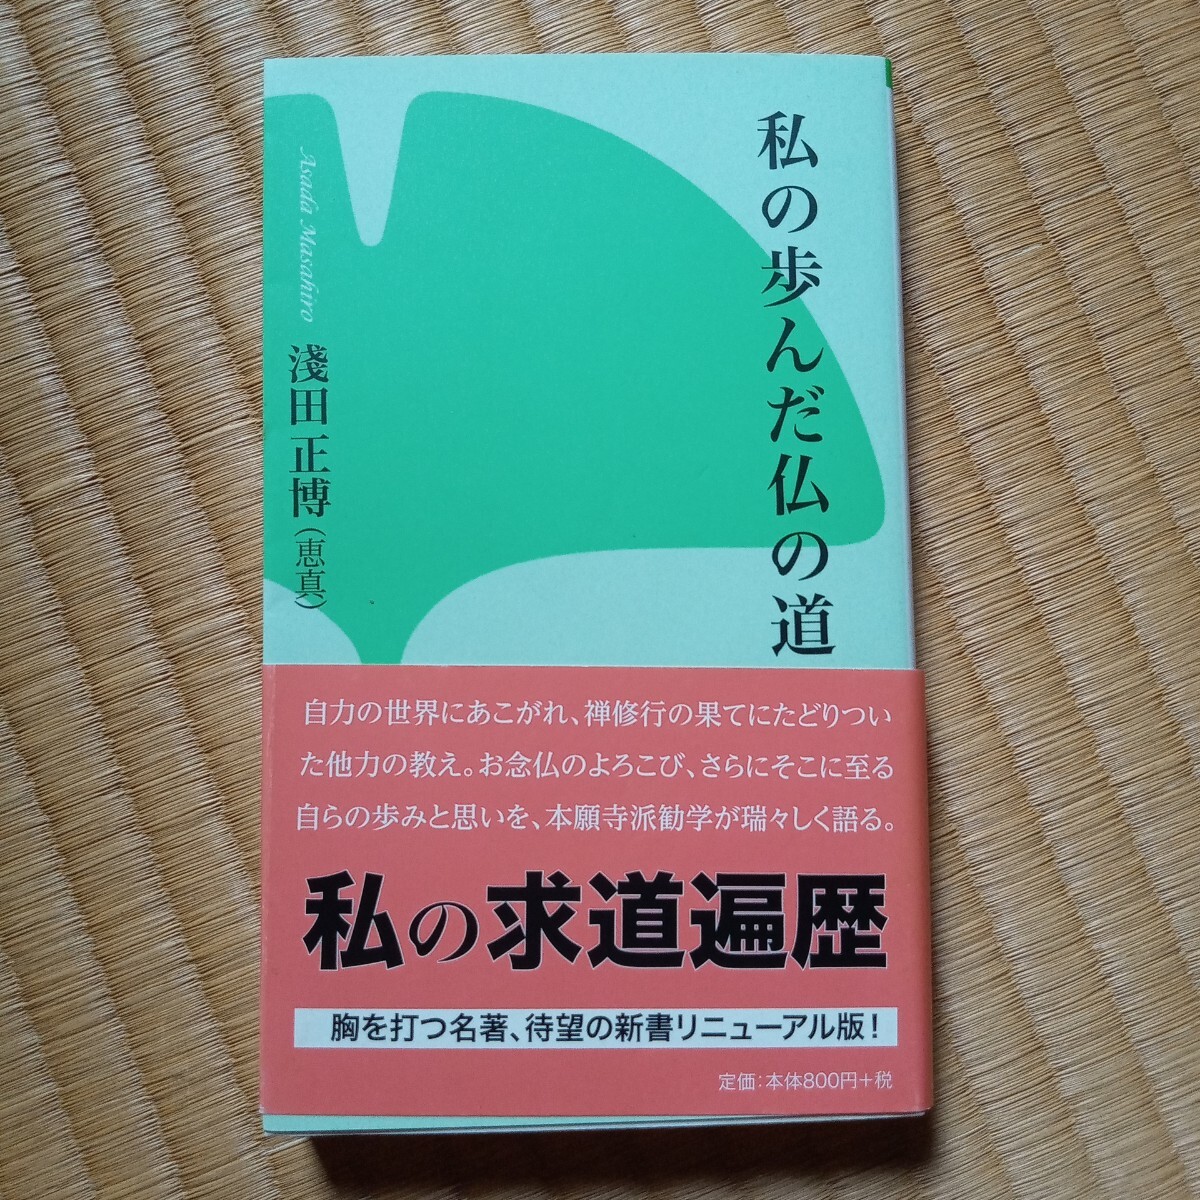 私の歩んだ仏の道
Asada Masahiro
淺田正博(恵真)
自力の世界にあこがれ、禅修行の果てにたどりつい
た他力の教え。お念仏のよろこび、さらにそこに至る
自らの歩みと思いを、本願寺派勧学が瑞々しく語る。
私の求道遍歴
胸を打つ名著、待望の新書リニューアル版!
定価:本体800円+税